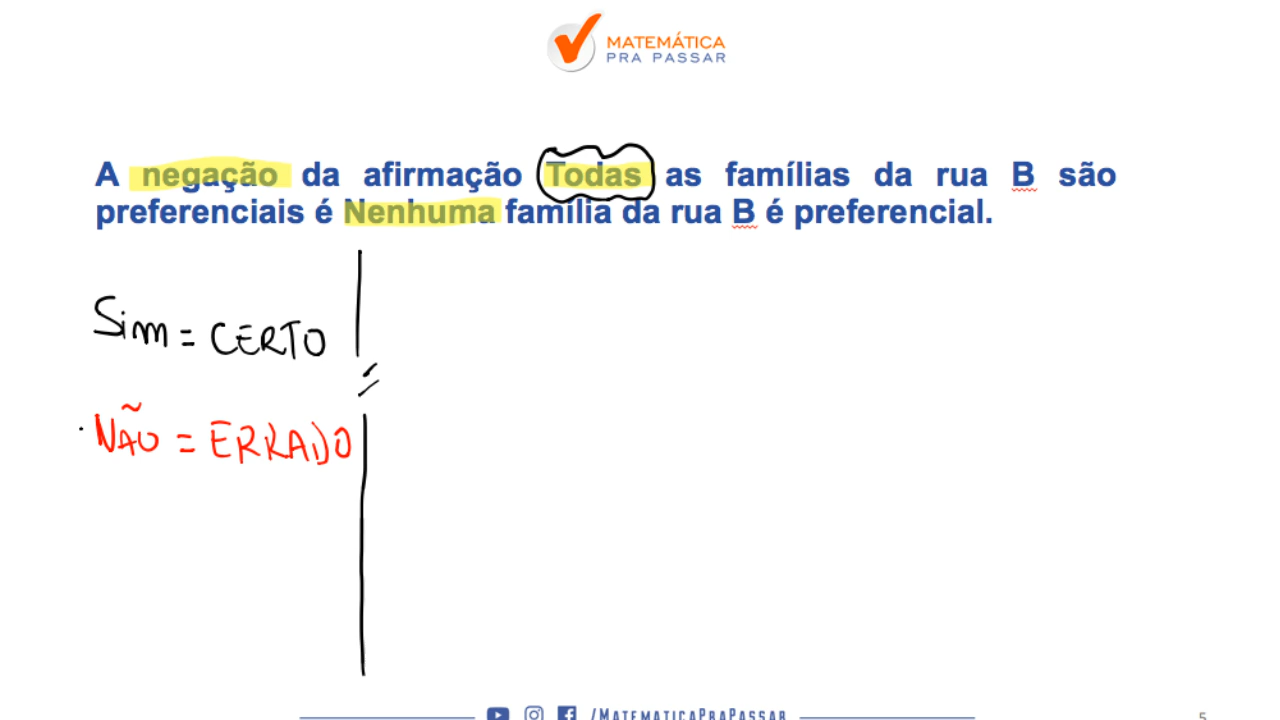 MATEMÁTICA
PRA PASSAR
A negação da afirmação Todas as famílias da rua B são
preferenciais é Nenhuma família da rua B é preferencial.
Sim = CERTO
NÃO = ERRADO
/MATEMATICAPRAPASSAR
5